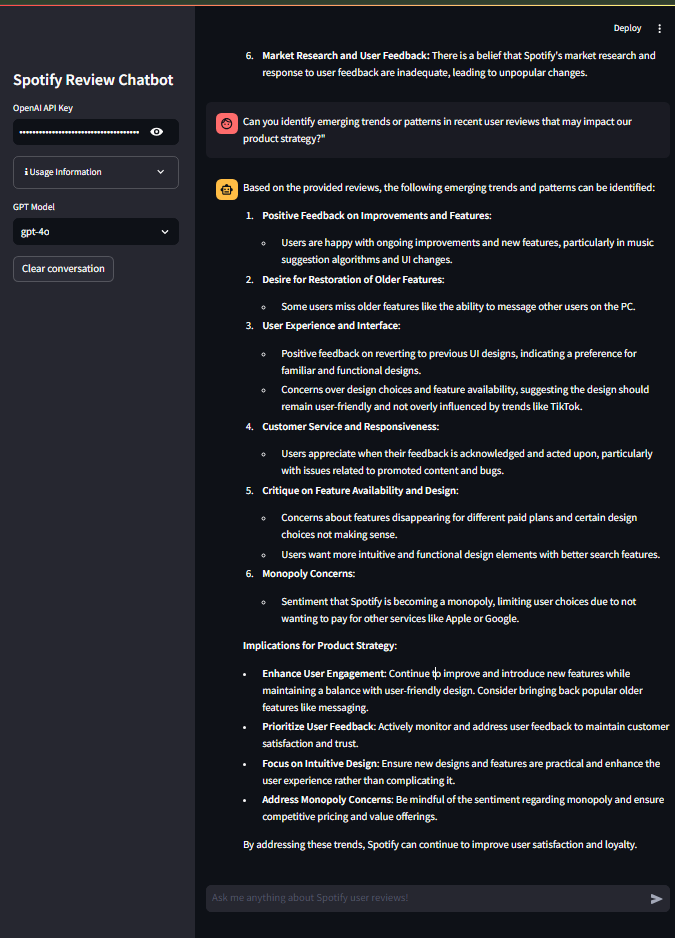 Deploy
Spotify Review Chatbot
OpenAI API Key
••••••••••••••••••••••••••••••••••••••
ℹ Usage Information
GPT Model
gpt-4o
Clear conversation
6. Market Research and User Feedback: There is a belief that Spotify's market research and
response to user feedback are inadequate, leading to unpopular changes.
Can you identify emerging trends or patterns in recent user reviews that may impact our
product strategy?"
Based on the provided reviews, the following emerging trends and patterns can be identified:
1. Positive Feedback on Improvements and Features:
◦ Users are happy with ongoing improvements and new features, particularly in music
suggestion algorithms and UI changes.
2. Desire for Restoration of Older Features:
◦ Some users miss older features like the ability to message other users on the PC.
3. User Experience and Interface:
◦ Positive feedback on reverting to previous UI designs, indicating a preference for
familiar and functional designs.
◦ Concerns over design choices and feature availability, suggesting the design should
remain user-friendly and not overly influenced by trends like TikTok.
4. Customer Service and Responsiveness:
◦ Users appreciate when their feedback is acknowledged and acted upon, particularly
with issues related to promoted content and bugs.
5. Critique on Feature Availability and Design:
◦ Concerns about features disappearing for different paid plans and certain design
choices not making sense.
◦ Users want more intuitive and functional design elements with better search features.
6. Monopoly Concerns:
◦ Sentiment that Spotify is becoming a monopoly, limiting user choices due to not
wanting to pay for other services like Apple or Google.
Implications for Product Strategy:
• Enhance User Engagement: Continue to improve and introduce new features while
maintaining a balance with user-friendly design. Consider bringing back popular older
features like messaging.
• Prioritize User Feedback: Actively monitor and address user feedback to maintain customer
satisfaction and trust.
• Focus on Intuitive Design: Ensure new designs and features are practical and enhance the
user experience rather than complicating it.
• Address Monopoly Concerns: Be mindful of the sentiment regarding monopoly and ensure
competitive pricing and value offerings.
By addressing these trends, Spotify can continue to improve user satisfaction and loyalty.
Ask me anything about Spotify user reviews!